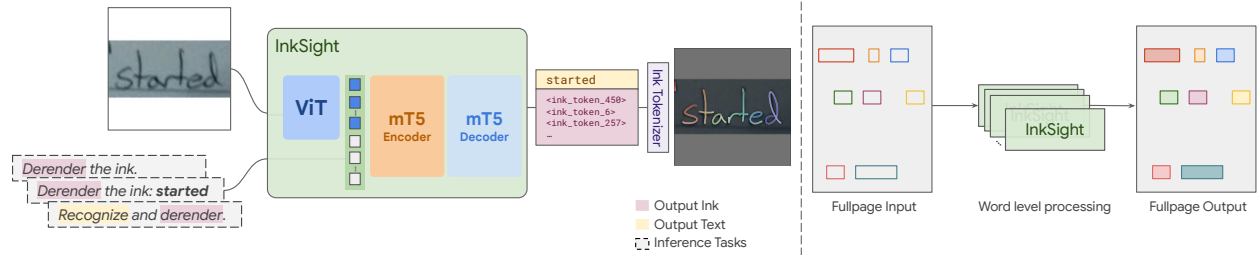 started
Derender the ink.
Derender the ink: started
Recognize and derender.
InkSight
ViT
mT5
Encoder
mT5
Decoder
started
<ink_token_450>
<ink_token_6>
<ink_token_257>
…
Ink Tokenizer
started
Output Ink
Output Text
Inference Tasks
Fullpage Input
InkSight
InkSight
Word level processing
Fullpage Output